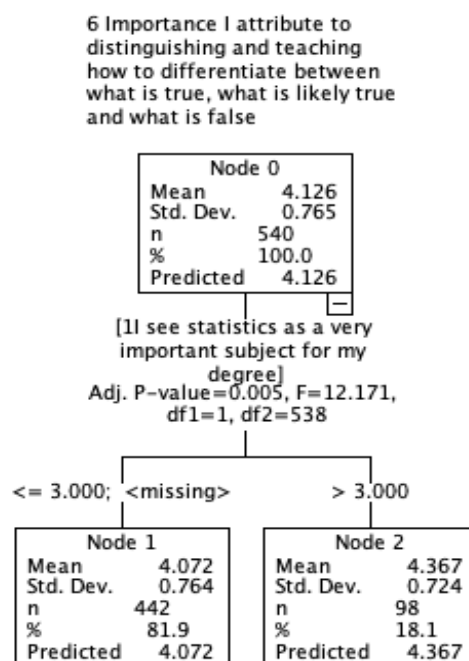 6 Importance I attribute to
distinguishing and teaching
how to differentiate between
what is true, what is likely true
and what is false
Node 0
Mean 4.126
Std. Dev. 0.765
n 540
% 100.0
Predicted 4.126
[1I see statistics as a very
important subject for my
degree]
Adj. P-value=0.005, F=12.171,
df1=1, df2=538
<= 3.000; <missing>
> 3.000
Node 1
Mean 4.072
Std. Dev. 0.764
n 442
% 81.9
Predicted 4.072
Node 2
Mean 4.367
Std. Dev. 0.724
n 98
% 18.1
Predicted 4.367